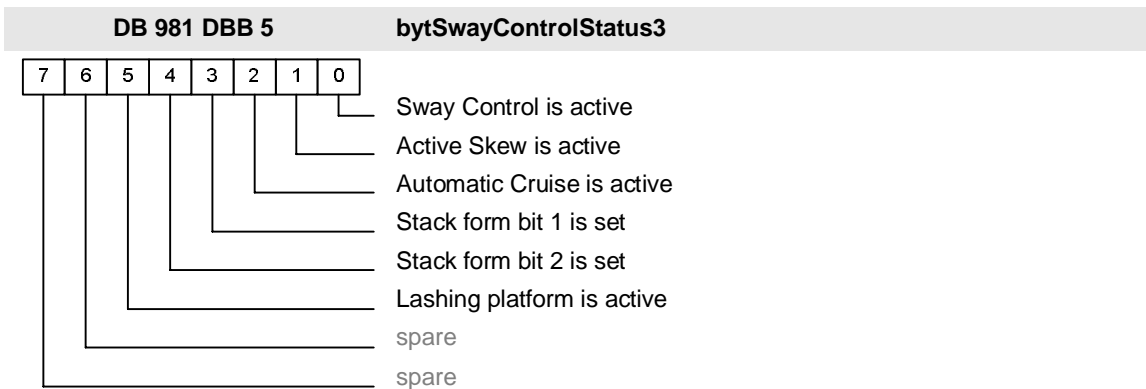 DB 981 DBB 5 bytSwayControlStatus3
7 6 5 4 3 2 1 0
Sway Control is active
Active Skew is active
Automatic Cruise is active
Stack form bit 1 is set
Stack form bit 2 is set
Lashing platform is active
spare
spare